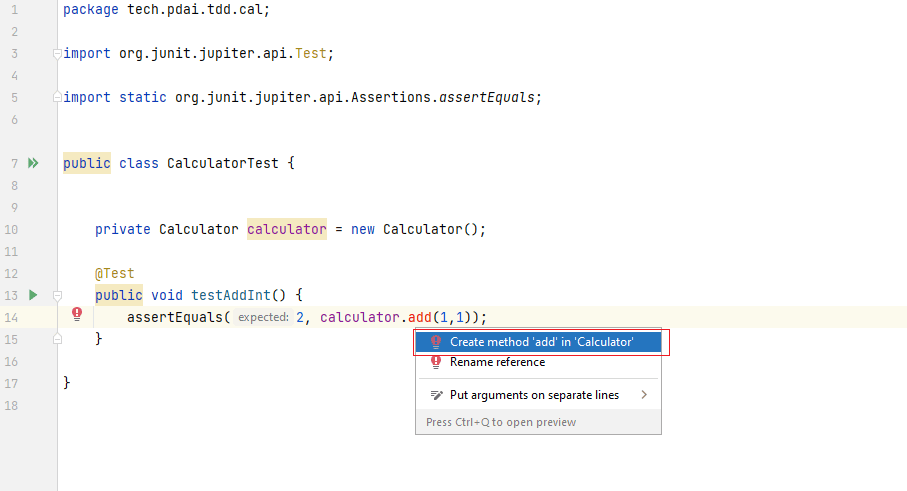 1 package tech.pdai.tdd.cal;
2
3 import org.junit.jupiter.api.Test;
4
5 import static org.junit.jupiter.api.Assertions.assertEquals;
6
7 public class CalculatorTest {
8
9
10 private Calculator calculator = new Calculator();
11
12 @Test
13 public void testAddInt() {
14 assertEquals( expected: 2, calculator.add(1,1));
15 }
Create method 'add' in 'Calculator'
16
Rename reference
17 }
Put arguments on separate lines
18
Press Ctrl+Q to open preview